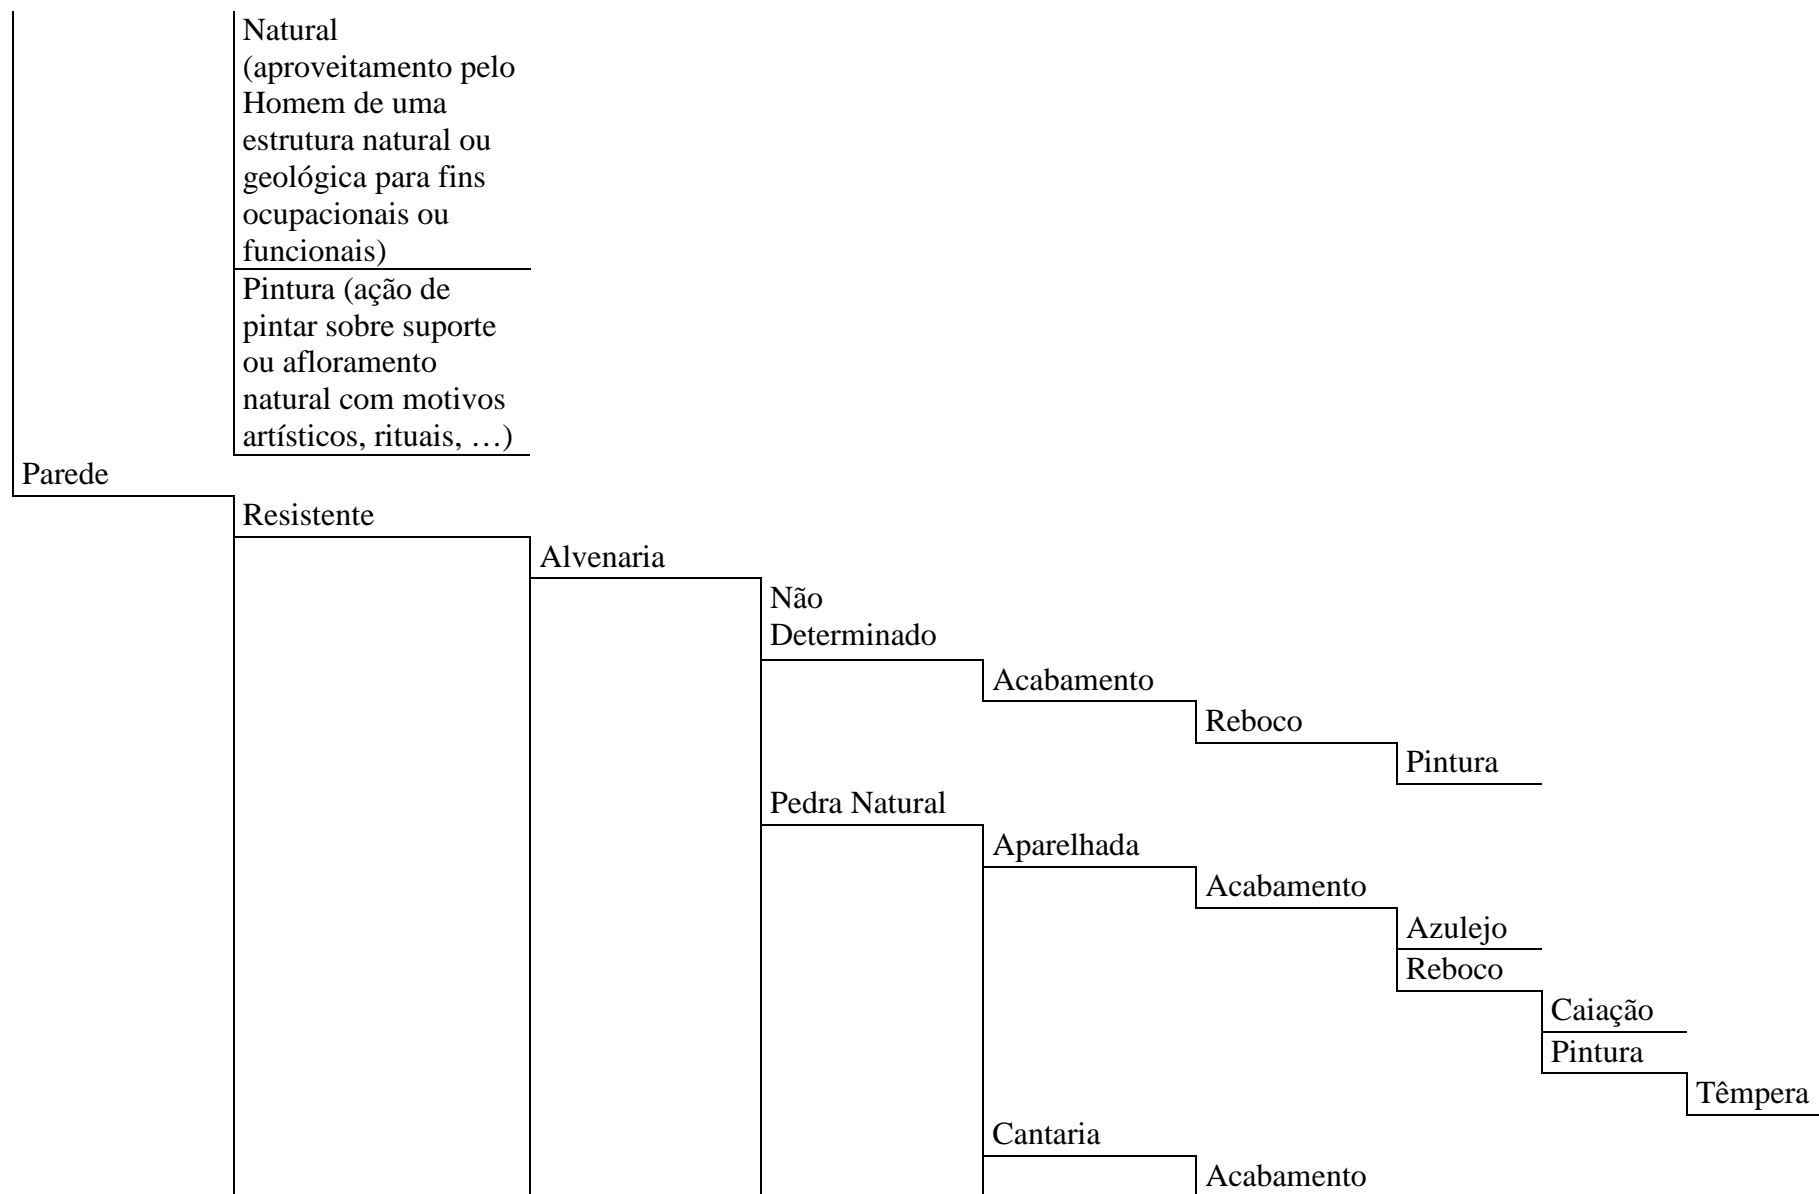 Natural
(aproveitamento pelo
Homem de uma
estrutura natural ou
geológica para fins
ocupacionais ou
funcionais)
Pintura (ação de
pintar sobre suporte
ou afloramento
natural com motivos
artísticos, rituais, …)
Parede
Resistente
Alvenaria
Não
Determinado
Acabamento
Reboco
Pintura
Pedra Natural
Aparelhada
Acabamento
Azulejo
Reboco
Caiação
Pintura
Têmpera
Cantaria
Acabamento